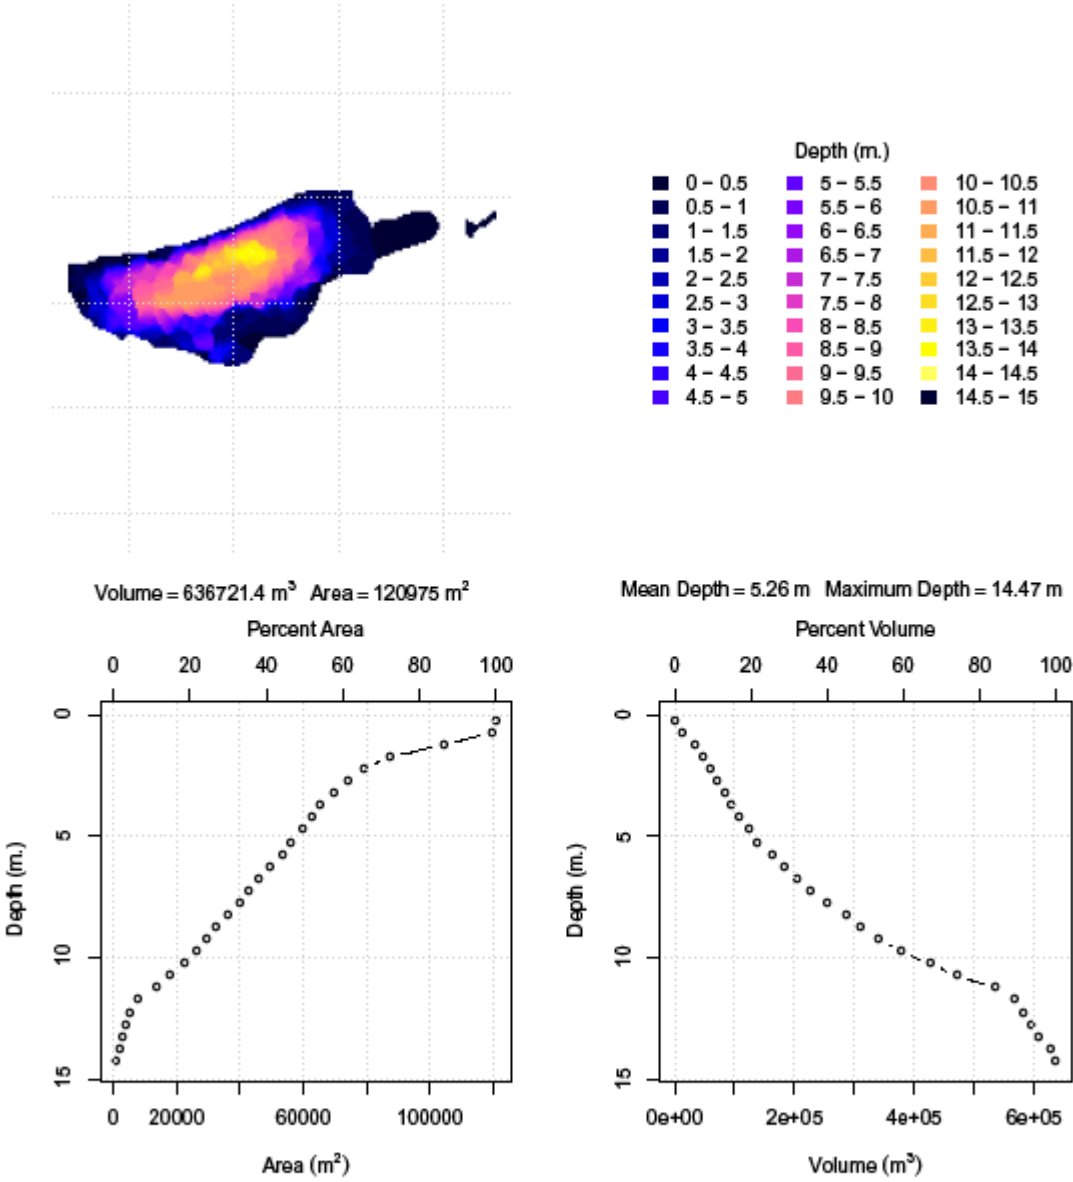 Depth (m.)
0 – 0.5 5 – 5.5 10 – 10.5
0.5 – 1 5.5 – 6 10.5 – 11
1 – 1.5 6 – 6.5 11 – 11.5
1.5 – 2 6.5 – 7 11.5 – 12
2 – 2.5 7 – 7.5 12 – 12.5
2.5 – 3 7.5 – 8 12.5 – 13
3 – 3.5 8 – 8.5 13 – 13.5
3.5 – 4 8.5 – 9 13.5 – 14
4 – 4.5 9 – 9.5 14 – 14.5
4.5 – 5 9.5 – 10 14.5 – 15
Volume = 636721.4 m³ Area = 120975 m²
Percent Area
0 20 40 60 80 100
Depth (m.)
0
5
10
15
0 20000 60000 100000
Area (m²)
Mean Depth = 5.26 m Maximum Depth = 14.47 m
Percent Volume
0 20 40 60 80 100
Depth (m.)
0
5
10
15
0e+00 2e+05 4e+05 6e+05
Volume (m³)